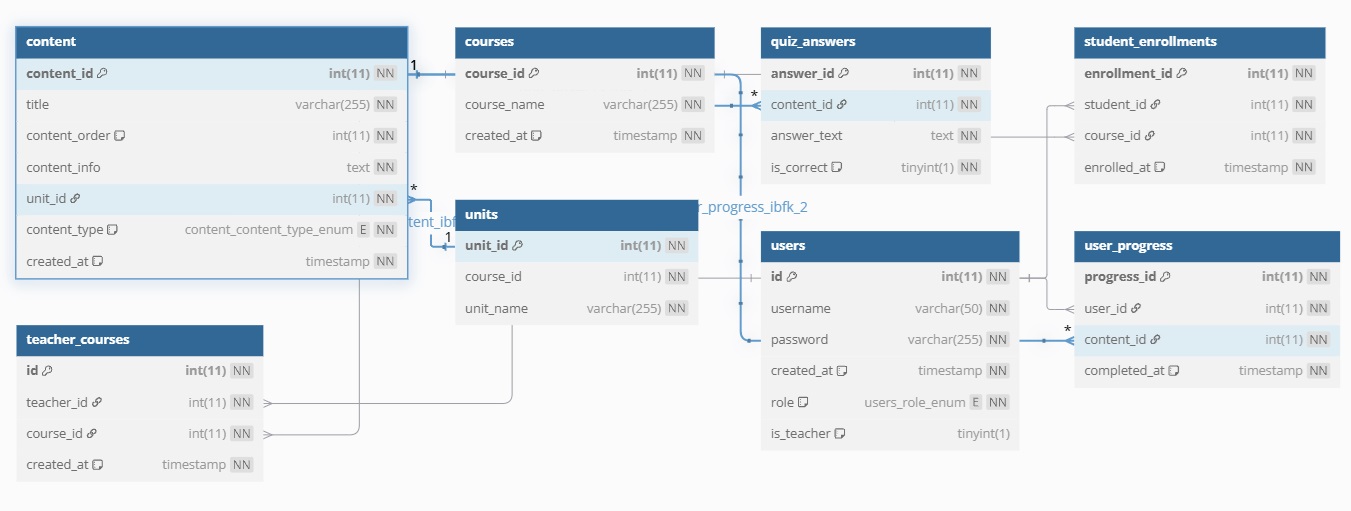 content
content_id int(11) NN
title varchar(255) NN
content_order int(11) NN
content_info text NN
unit_id int(11) NN
content_type content_content_type_enum E NN
created_at timestamp NN
1
*
tent_ibf
1
courses
course_id int(11) NN
course_name varchar(255) NN
created_at timestamp NN
units
unit_id int(11) NN
course_id int(11) NN
unit_name varchar(255) NN
r_progress_ibfk_2
quiz_answers
answer_id int(11) NN
*
content_id int(11) NN
answer_text text NN
is_correct tinyint(1) NN
users
id int(11) NN
username varchar(50) NN
password varchar(255) NN
created_at timestamp NN
role users_role_enum E NN
is_teacher tinyint(1)
student_enrollments
enrollment_id int(11) NN
student_id int(11) NN
course_id int(11) NN
enrolled_at timestamp NN
user_progress
progress_id int(11) NN
user_id int(11) NN
*
content_id int(11) NN
completed_at timestamp NN
teacher_courses
id int(11) NN
teacher_id int(11) NN
course_id int(11) NN
created_at timestamp NN